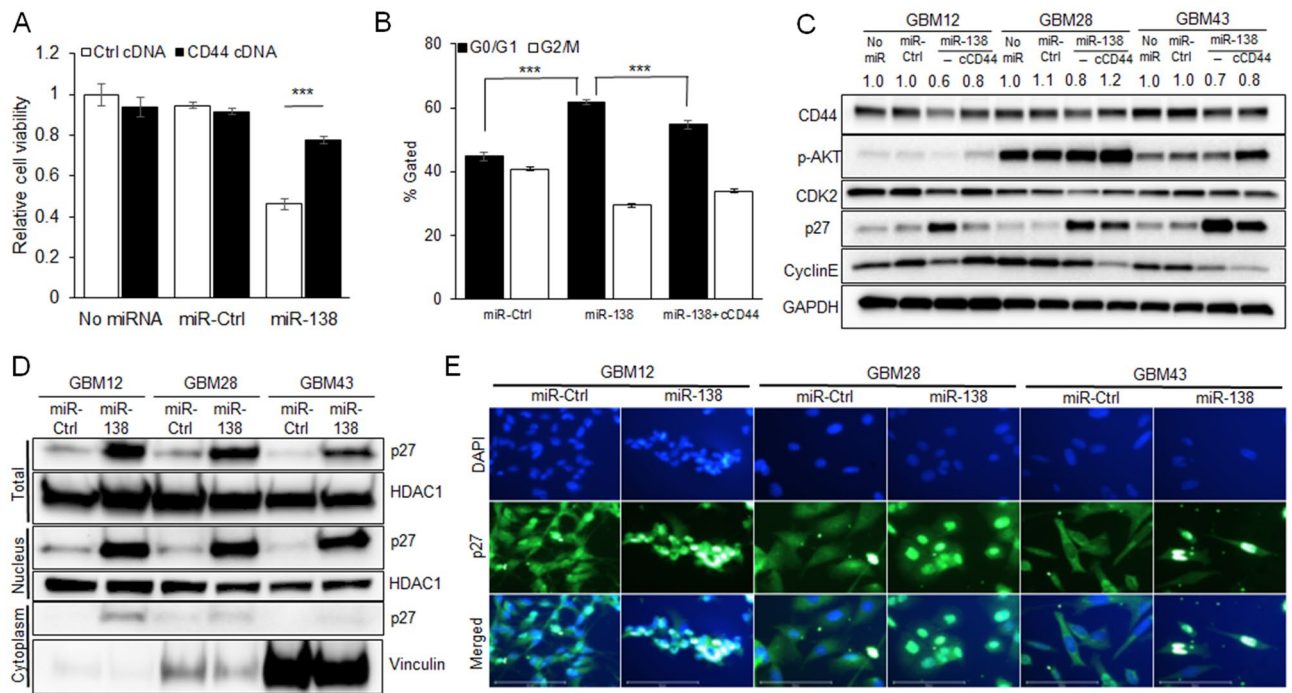 A
Ctrl cDNA CD44 cDNA
Relative cell viability
1.2
1
0.8
0.6
0.4
0.2
0
***
No miRNA miR-Ctrl miR-138
B
G0/G1 G2/M
% Gated
80
60
40
20
0
*** ***
miR-Ctrl miR-138 miR-138+cCD44
C
GBM12 GBM28 GBM43
No miR miR-Ctrl miR-138 No miR miR-Ctrl miR-138 No miR miR-Ctrl miR-138
– cCD44 – cCD44 – cCD44
1.0 1.0 0.6 0.8 1.0 1.1 0.8 1.2 1.0 1.0 0.7 0.8
CD44
p-AKT
CDK2
p27
CyclinE
GAPDH
D
GBM12 GBM28 GBM43
miR- miR- miR- miR- miR- miR-
Ctrl 138 Ctrl 138 Ctrl 138
Total
p27
HDAC1
Nucleus
p27
HDAC1
Cytoplasm
p27
Vinculin
E
GBM12 GBM28 GBM43
miR-Ctrl miR-138 miR-Ctrl miR-138 miR-Ctrl miR-138
DAPI
p27
Merged